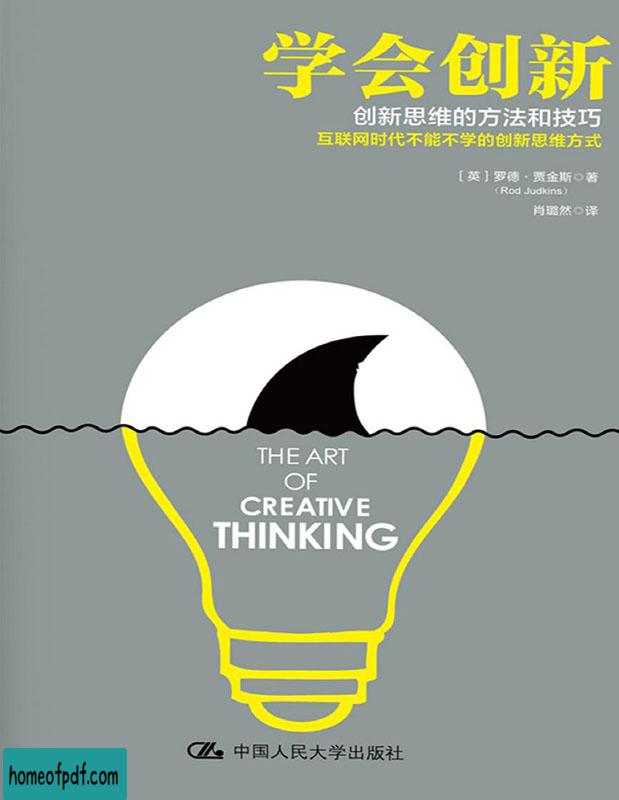 学会创新
创新思维的方法和技巧
互联网时代不能不学的创新思维方式
［英］罗德·贾金斯◎著
（Rod Judkins）
肖璐然◎译
THE ART
OF
CREATIVE
THINKING
中国人民大学出版社
homeofpdf.com